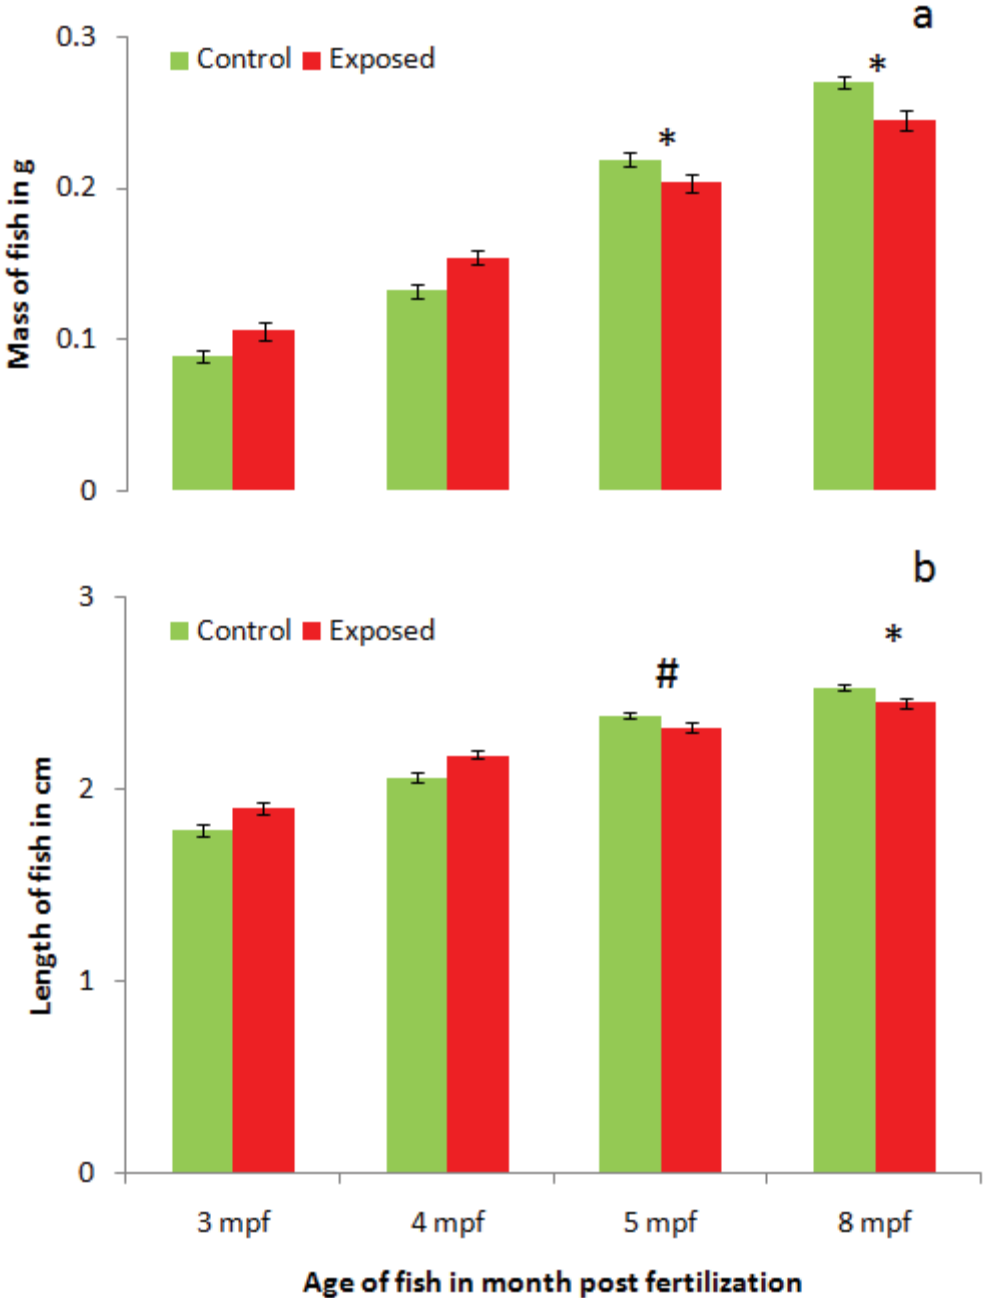 a
0.3
Control Exposed
*
*
0.2
0.1
0
Mass of fish in g
b
3
Control Exposed
*
#
2
1
0
Length of fish in cm
3 mpf 4 mpf 5 mpf 8 mpf
Age of fish in month post fertilization